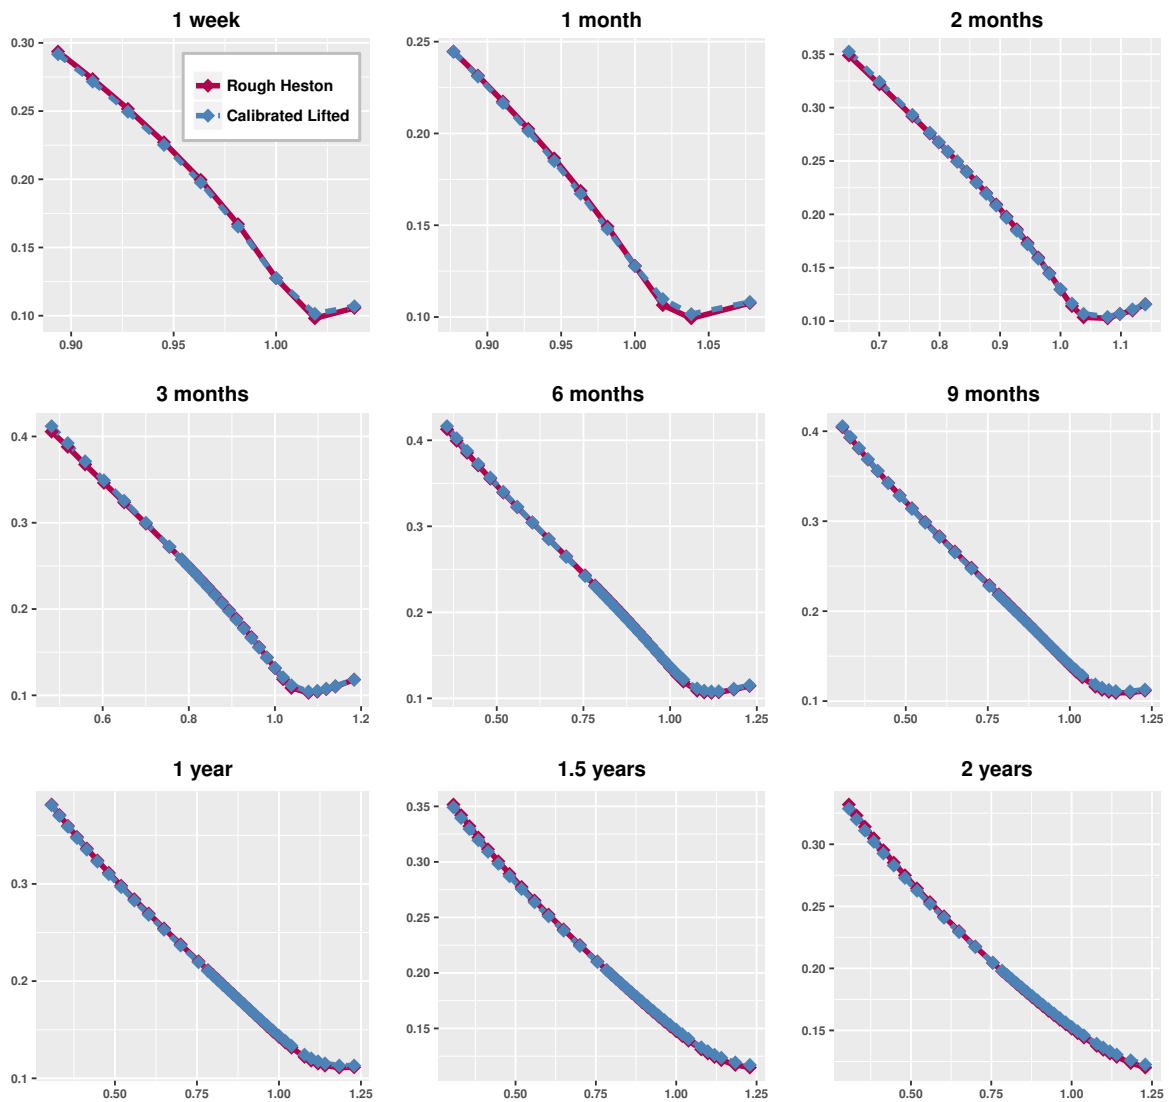 1 week
0.30
0.25
0.20
0.15
0.10
0.90 0.95 1.00
Rough Heston
Calibrated Lifted
1 month
0.25
0.20
0.15
0.10
0.90 0.95 1.00 1.05
2 months
0.35
0.30
0.25
0.20
0.15
0.10
0.7 0.8 0.9 1.0 1.1
3 months
0.4
0.3
0.2
0.1
0.6 0.8 1.0 1.2
6 months
0.4
0.3
0.2
0.1
0.50 0.75 1.00 1.25
9 months
0.4
0.3
0.2
0.1
0.50 0.75 1.00 1.25
1 year
0.3
0.2
0.1
0.50 0.75 1.00 1.25
1.5 years
0.35
0.30
0.25
0.20
0.15
0.50 0.75 1.00 1.25
2 years
0.30
0.25
0.20
0.15
0.50 0.75 1.00 1.25